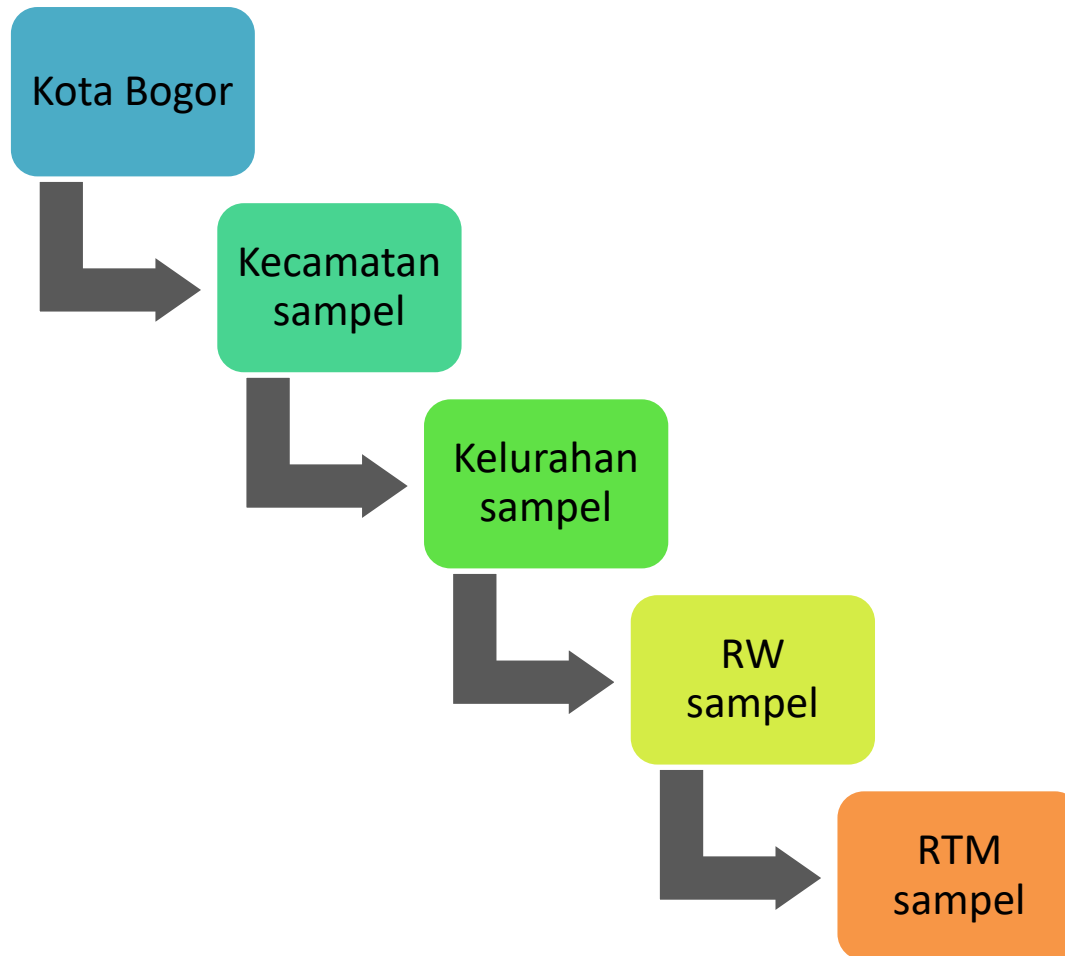 Kota Bogor
Kecamatan
sampel
Kelurahan
sampel
RW
sampel
RTM
sampel